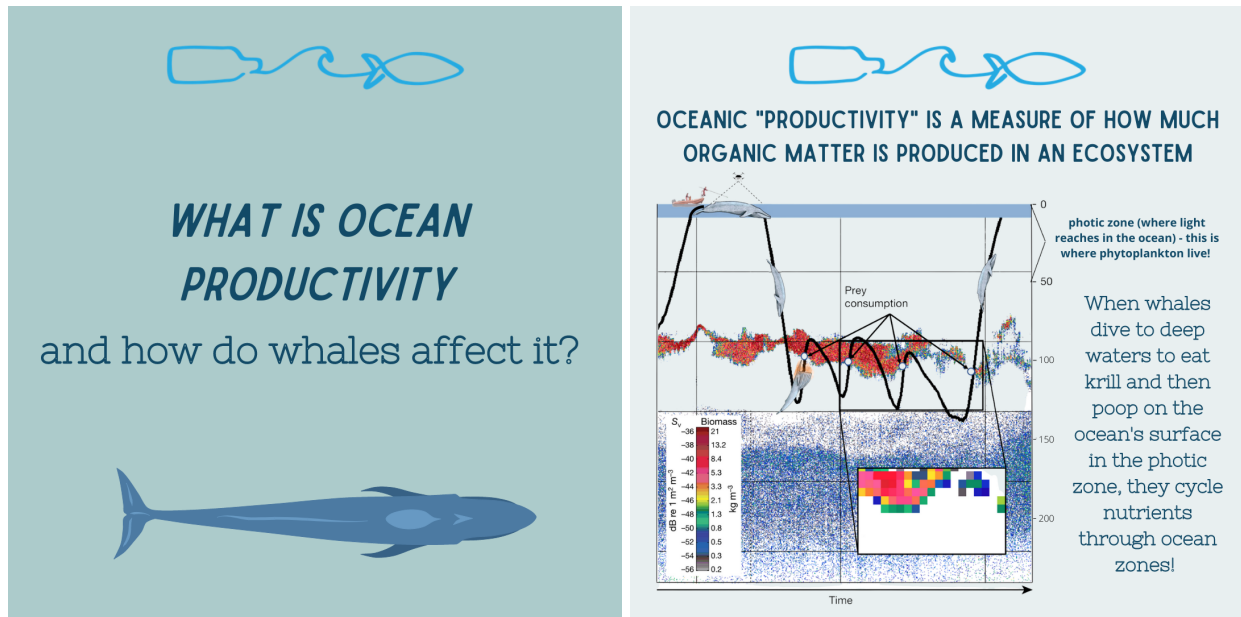 WHAT IS OCEAN
PRODUCTIVITY
and how do whales affect it?
OCEANIC "PRODUCTIVITY" IS A MEASURE OF HOW MUCH
ORGANIC MATTER IS PRODUCED IN AN ECOSYSTEM
0
photic zone (where light
reaches in the ocean) - this is
where phytoplankton live!
50
Prey
consumption
100
150
200
When whales
dive to deep
waters to eat
krill and then
poop on the
ocean's surface
in the photic
zone, they cycle
nutrients
through ocean
zones!
Sv Biomass
-36 21
-38 13.2
-40 8.4
-42 5.3
-44 3.3
-46 2.1
-48 1.3
-50 0.8
-52 0.5
-54 0.3
-56 0.2
dB re 1 m² m⁻³
kg m⁻³
Time